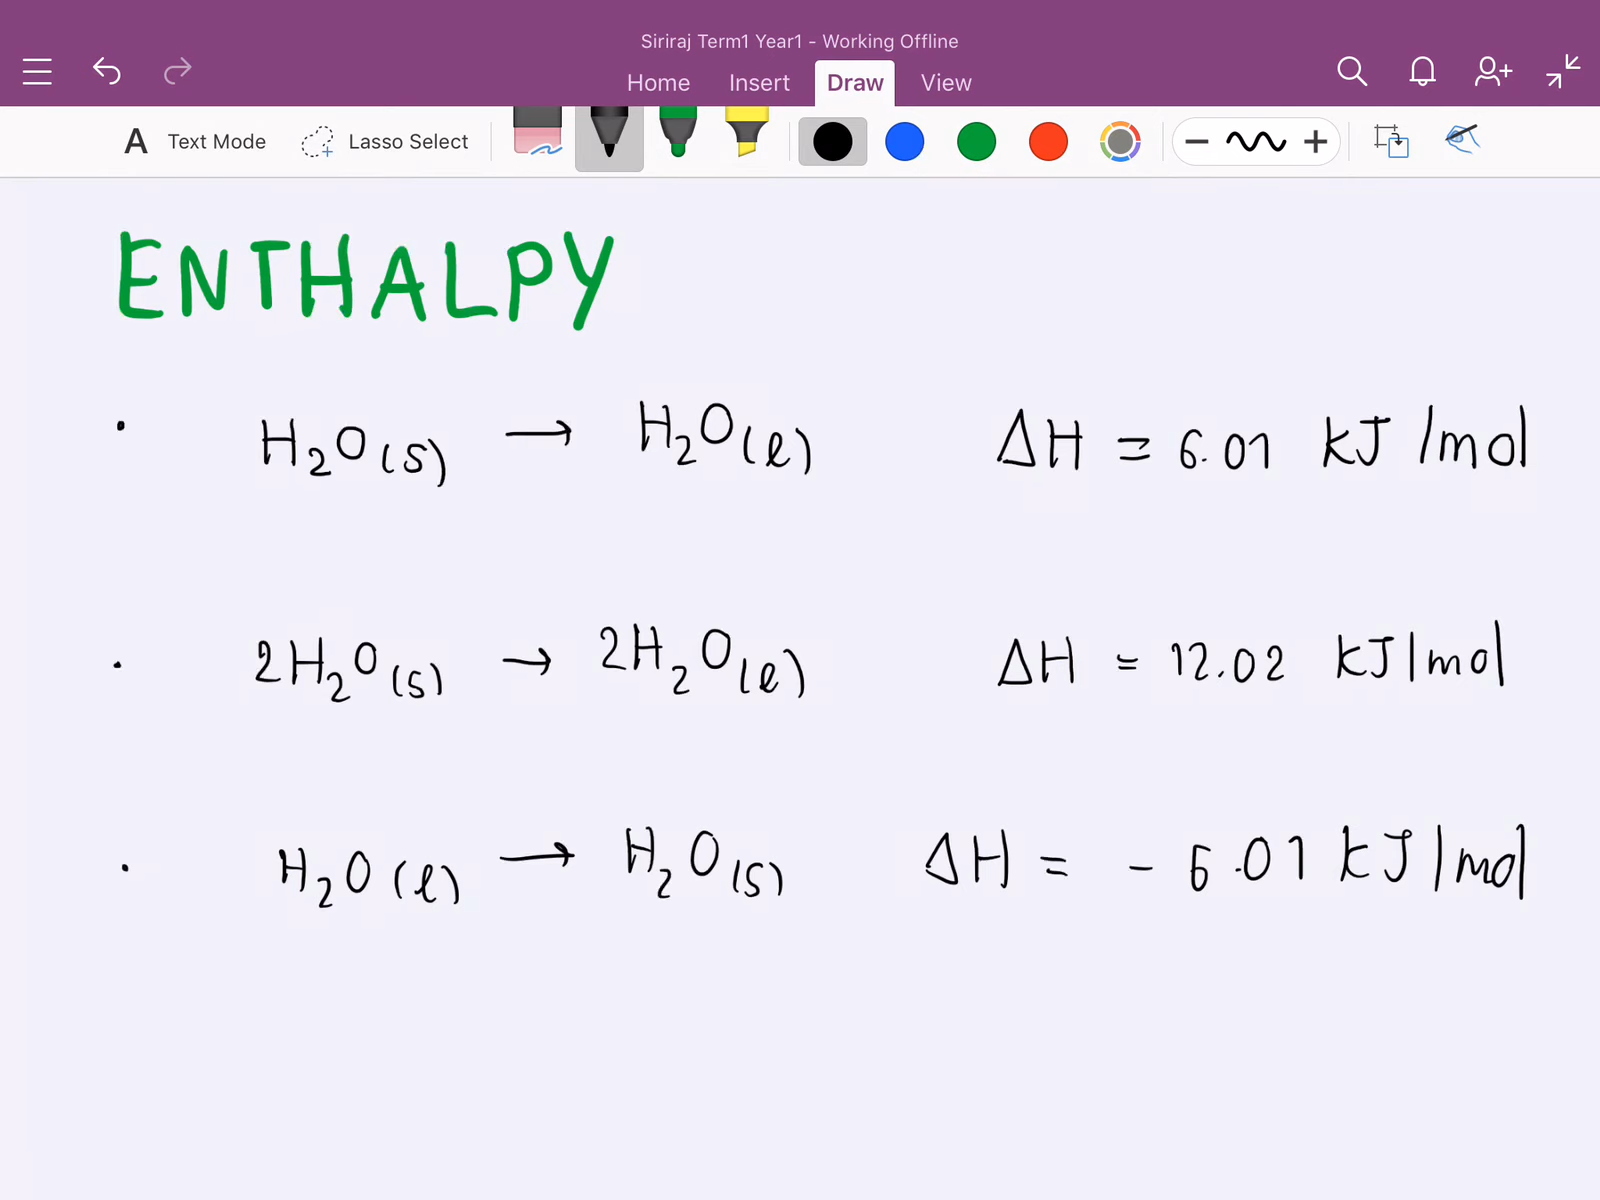 Siriraj Term1 Year1 - Working Offline
Home Insert Draw View
A Text Mode Lasso Select
ENTHALPY
· H₂O(s) → H₂O(l) ΔH = 6.01 kJ/mol
· 2H₂O(s) → 2H₂O(l) ΔH = 12.02 kJ/mol
· H₂O(l) → H₂O(s) ΔH = - 6.01 kJ/mol